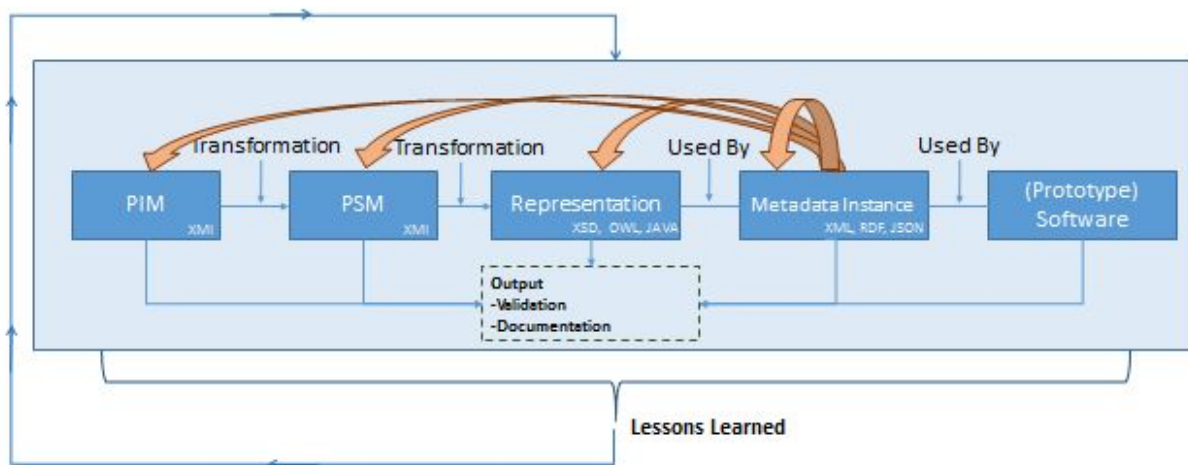 Transformation
Transformation
Used By
Used By
PIM
XMI
PSM
XMI
Representation
XSD, OWL, JAVA
Metadata Instance
XML, RDF, JSON
(Prototype)
Software
Output
-Validation
-Documentation
Lessons Learned